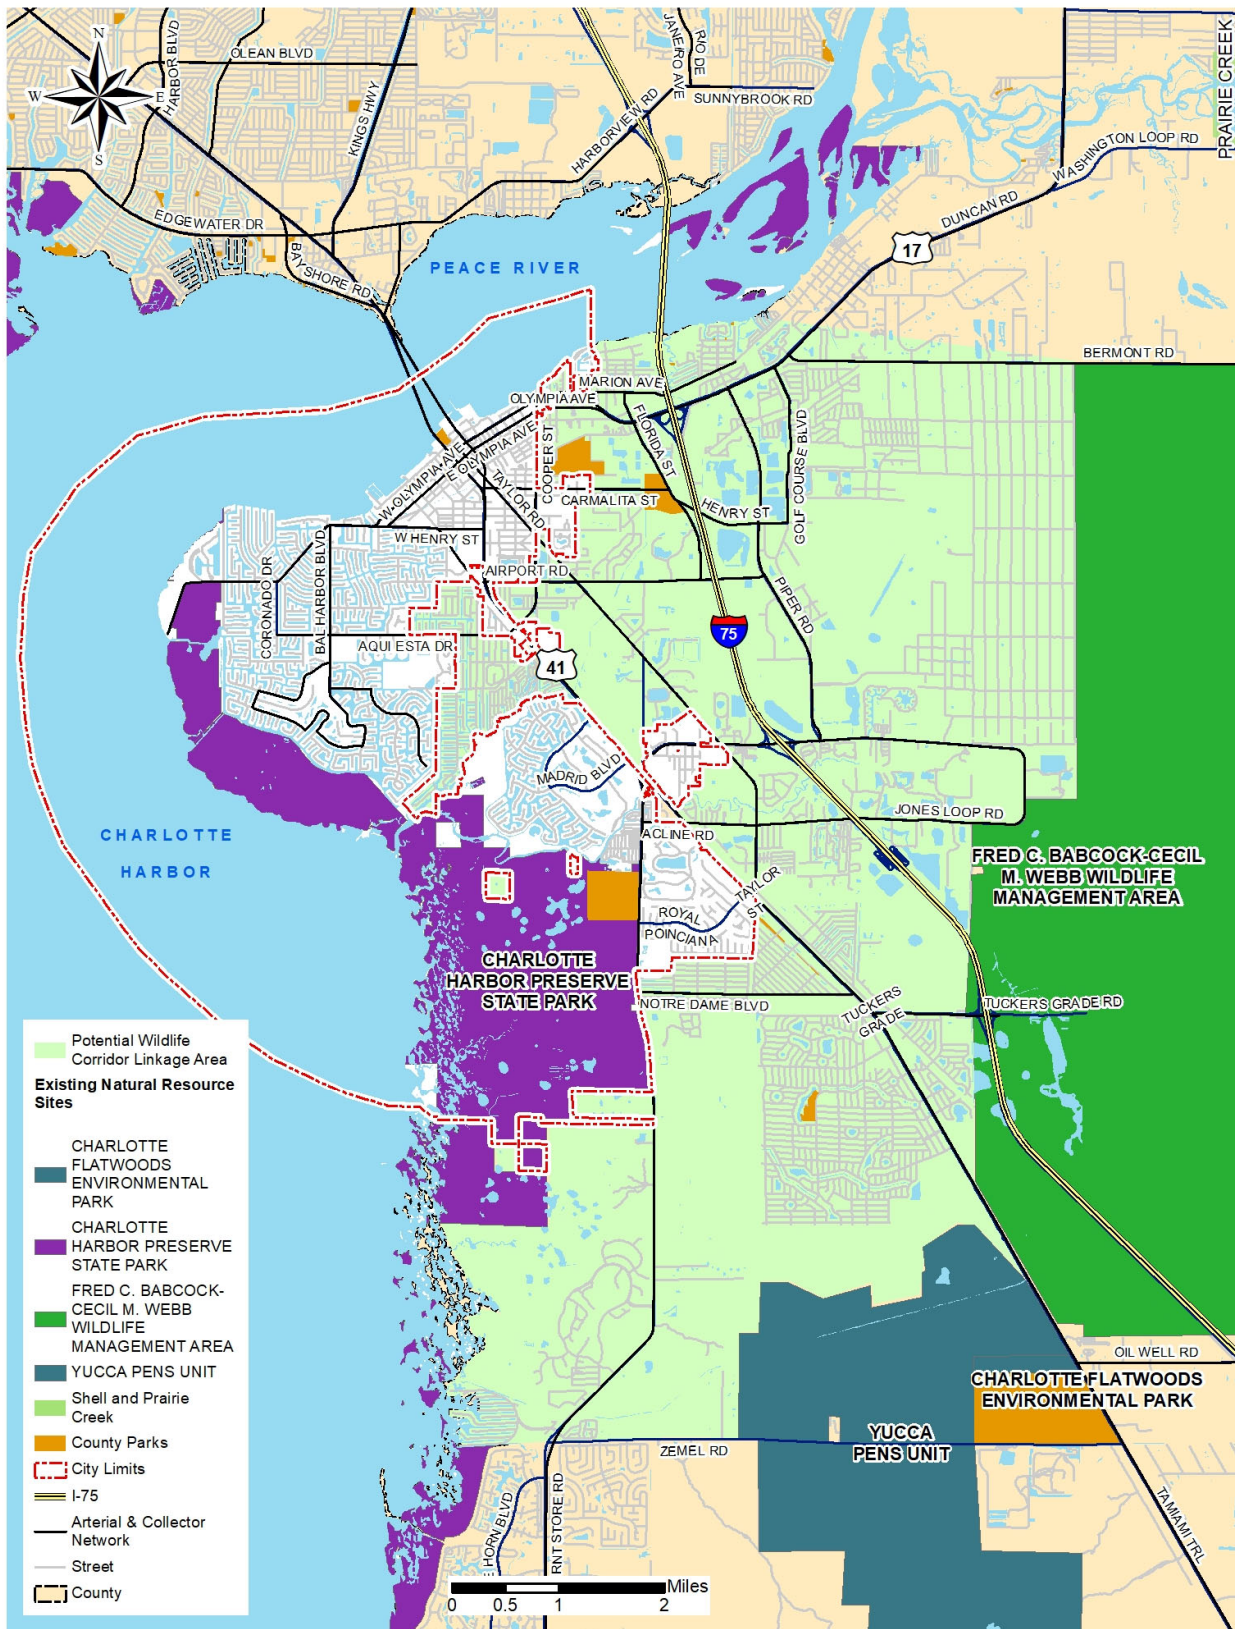 N
W
E
S
HARBOR BLVD
OLEAN BLVD
KINGS HWY
JANEIRO AVE
RIO DE
SUNNYBROOK RD
HARBORVIEW RD
PRAIRIE CREEK
WASHINGTON LOOP RD
DUNCAN RD
17
EDGEWATER DR
BAYSHORE RD
PEACE RIVER
BERMONT RD
MARION AVE
OLYMPIA AVE
W OLYMPIA AVE
E OLYMPIA AVE
COOPER ST
FLORIDA ST
GOLF COURSE BLVD
TAYLOR RD
CARMALITA ST
HENRY ST
W HENRY ST
AIRPORT RD
CORONADO DR
BAL HARBOR BLVD
PIPER RD
75
AQUI ESTA DR
41
MADRID BLVD
JONES LOOP RD
ACLINE RD
CHARLOTTE
HARBOR
FRED C. BABCOCK-CECIL
M. WEBB WILDLIFE
MANAGEMENT AREA
TAYLOR
ST
ROYAL
POINCIANA
CHARLOTTE
HARBOR PRESERVE
STATE PARK
NOTRE DAME BLVD
TUCKERS
GRADE
TUCKERS GRADE RD
Potential Wildlife
Corridor Linkage Area
Existing Natural Resource
Sites
CHARLOTTE
FLATWOODS
ENVIRONMENTAL
PARK
CHARLOTTE
HARBOR PRESERVE
STATE PARK
FRED C. BABCOCK-
CECIL M. WEBB
WILDLIFE
MANAGEMENT AREA
YUCCA PENS UNIT
Shell and Prairie
Creek
County Parks
City Limits
I-75
Arterial & Collector
Network
Street
County
OIL WELL RD
CHARLOTTE FLATWOODS
ENVIRONMENTAL PARK
YUCCA
PENS UNIT
ZEMEL RD
TAMIAMI TRL
HORN BLVD
RNT STORE RD
Miles
0 0.5 1 2